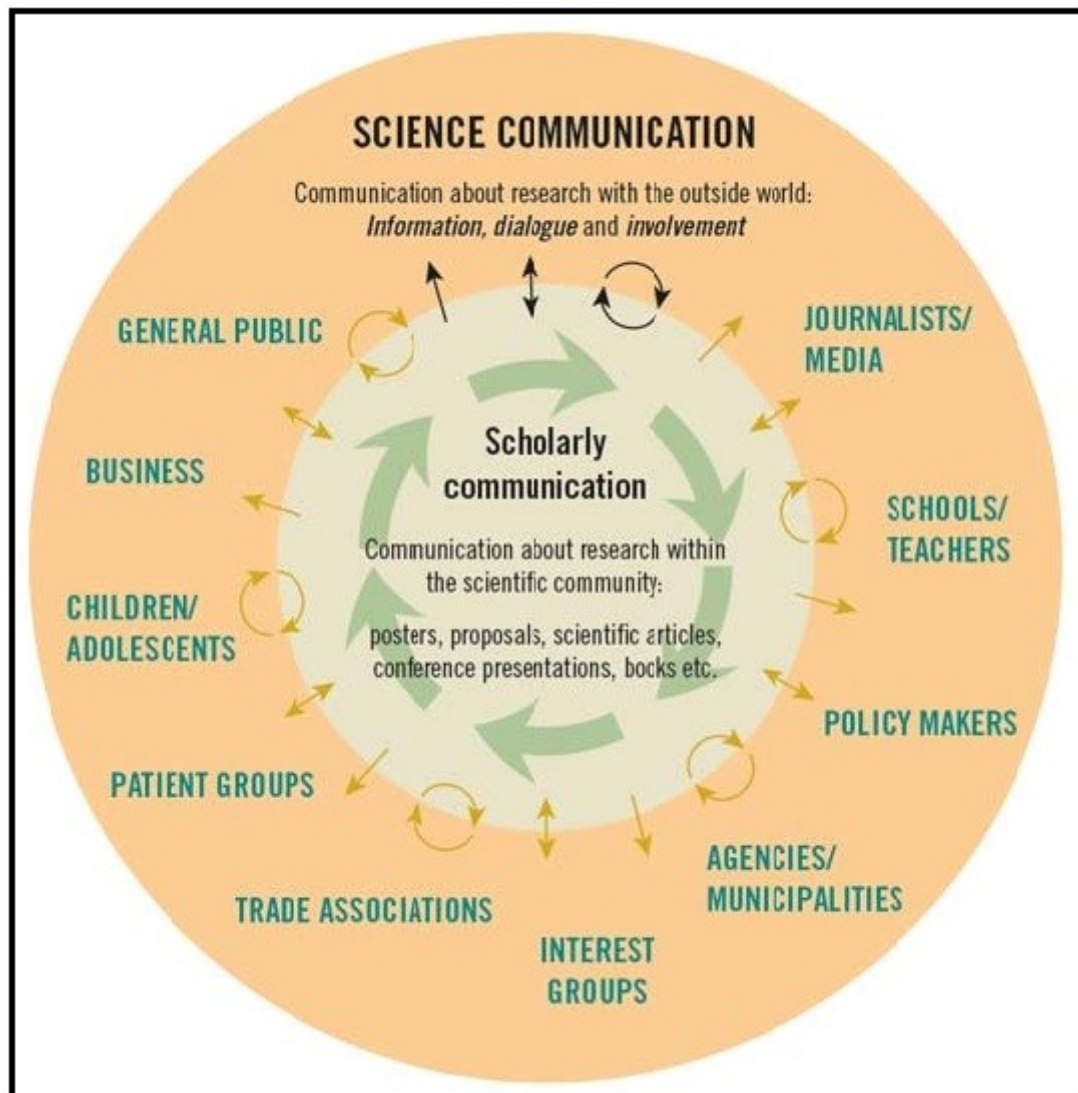 SCIENCE COMMUNICATION
Communication about research with the outside world:
Information, dialogue and involvement
GENERAL PUBLIC
JOURNALISTS/
MEDIA
BUSINESS
SCHOOLS/
TEACHERS
Scholarly
communication
Communication about research within
the scientific community:
posters, proposals, scientific articles,
conference presentations, books etc.
CHILDREN/
ADOLESCENTS
POLICY MAKERS
PATIENT GROUPS
AGENCIES/
MUNICIPALITIES
TRADE ASSOCIATIONS
INTEREST
GROUPS